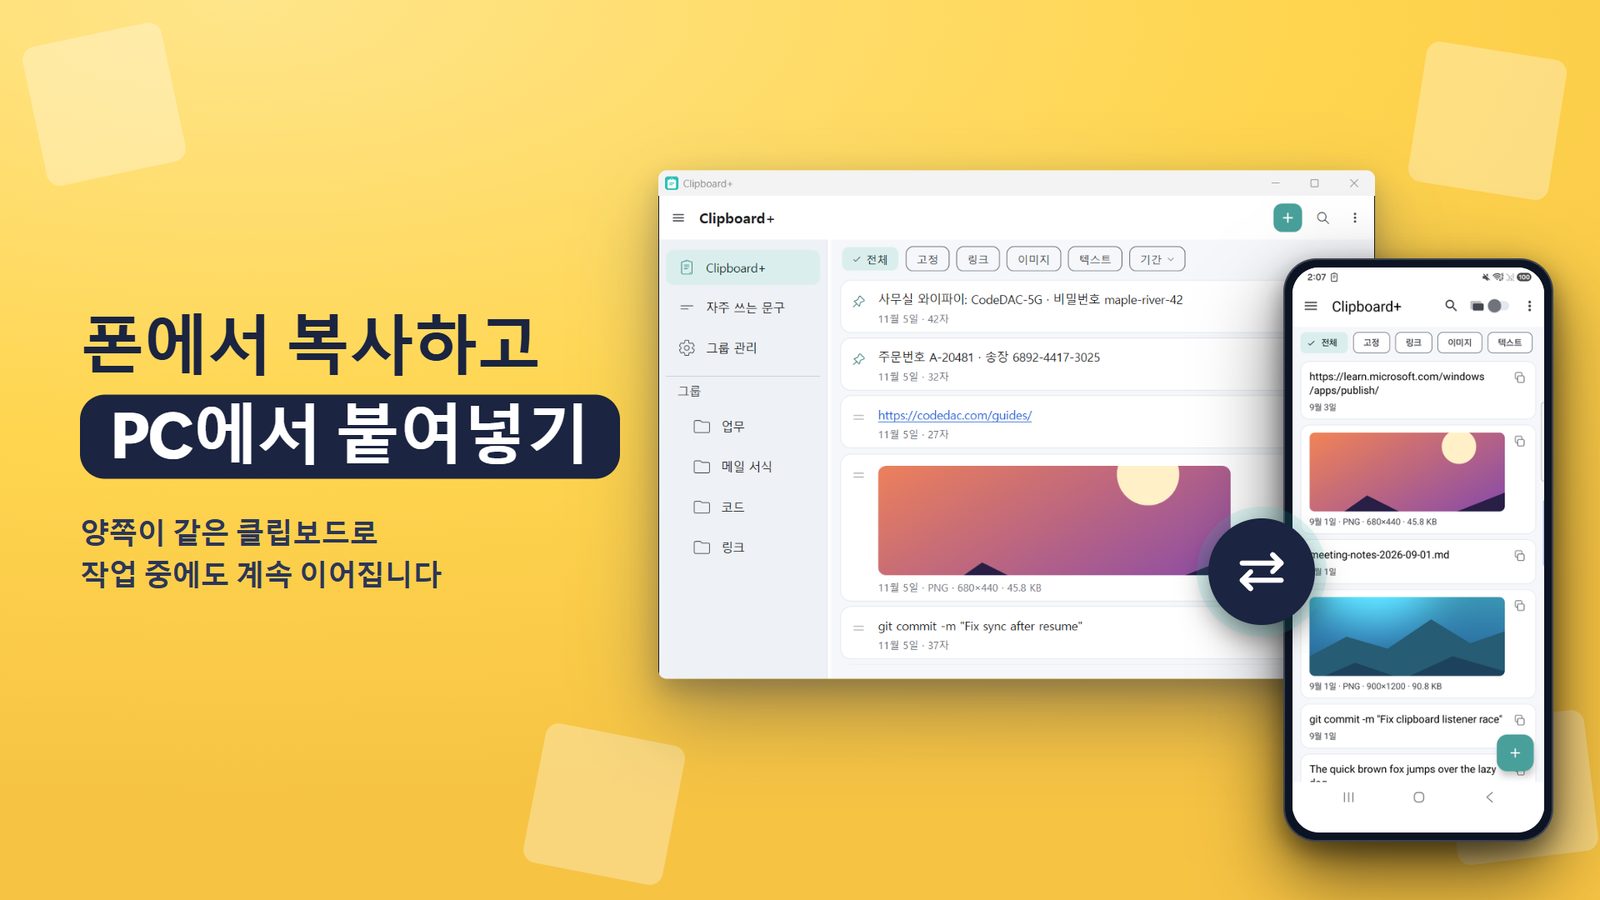 폰에서 복사하고
PC에서 붙여넣기
양쪽이 같은 클립보드로
작업 중에도 계속 이어집니다
Clipboard+
Clipboard+
Clipboard+
자주 쓰는 문구
그룹 관리
그룹
업무
메일 서식
코드
링크
전체 고정 링크 이미지 텍스트 기간
사무실 와이파이: CodeDAC-5G · 비밀번호 maple-river-42
11월 5일 · 42자
주문번호 A-20481 · 송장 6892-4417-3025
11월 5일 · 32자
https://codedac.com/guides/
11월 5일 · 27자
11월 5일 · PNG · 680×440 · 45.8 KB
git commit -m "Fix sync after resume"
11월 5일 · 37자
2:07 100
Clipboard+
전체 고정 링크 이미지 텍스트
https://learn.microsoft.com/windows
/apps/publish/
9월 3일
9월 1일 · PNG · 680×440 · 45.8 KB
meeting-notes-2026-09-01.md
9월 1일
9월 1일 · PNG · 900×1200 · 90.8 KB
git commit -m "Fix clipboard listener race"
9월 1일
The quick brown fox jumps over the lazy